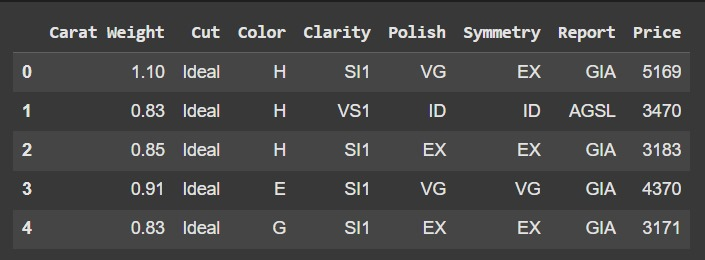 Carat Weight Cut Color Clarity Polish Symmetry Report Price
0 1.10 Ideal H SI1 VG EX GIA 5169
1 0.83 Ideal H VS1 ID ID AGSL 3470
2 0.85 Ideal H SI1 EX EX GIA 3183
3 0.91 Ideal E SI1 VG VG GIA 4370
4 0.83 Ideal G SI1 EX EX GIA 3171